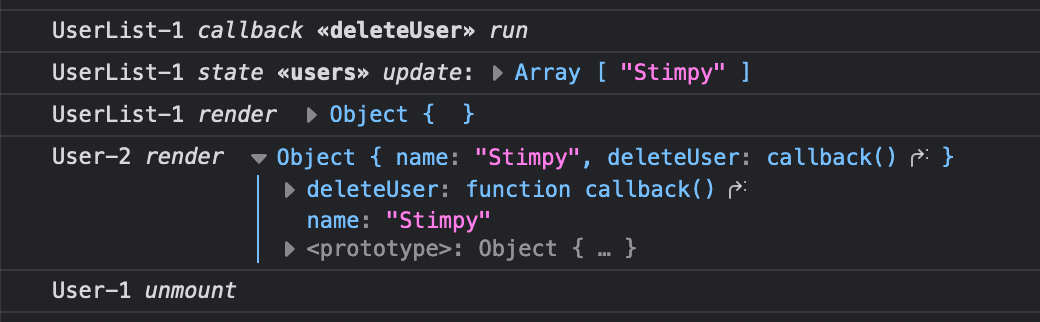 UserList-1 callback «deleteUser» run
UserList-1 state «users» update: ▶ Array [ "Stimpy" ]
UserList-1 render ▶ Object {  }
User-2 render ▼ Object { name: "Stimpy", deleteUser: callback() }
▶ deleteUser: function callback()
name: "Stimpy"
▶ <prototype>: Object { … }
User-1 unmount